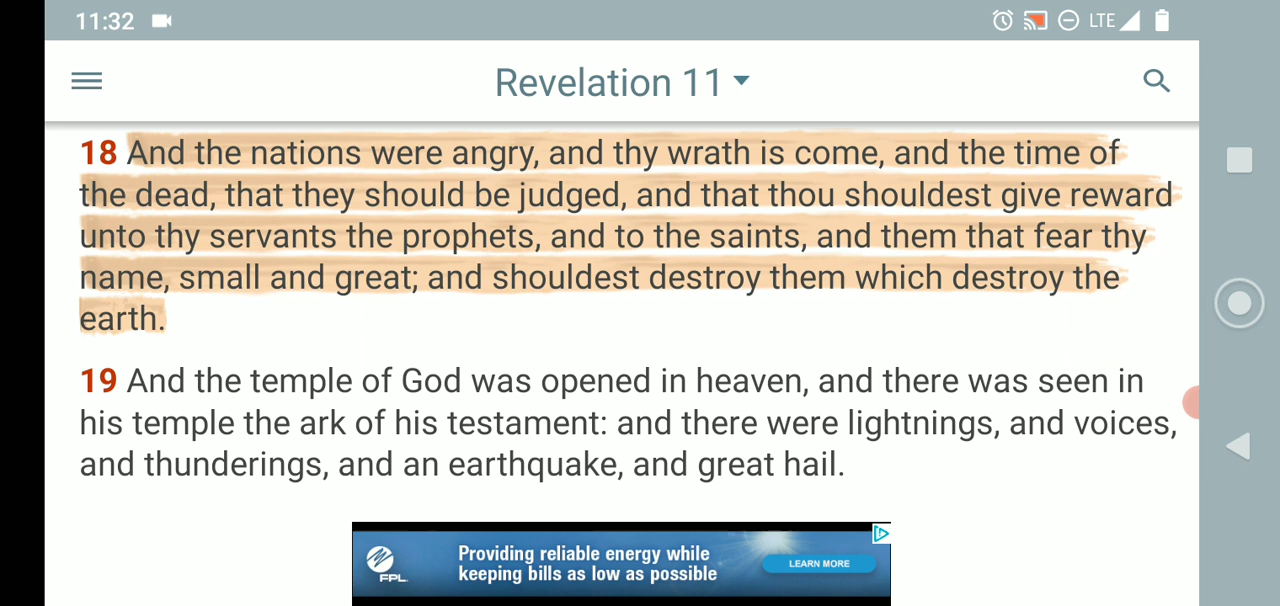 11:32
LTE
Revelation 11
18 And the nations were angry, and thy wrath is come, and the time of
the dead, that they should be judged, and that thou shouldest give reward
unto thy servants the prophets, and to the saints, and them that fear thy
name, small and great; and shouldest destroy them which destroy the
earth.
19 And the temple of God was opened in heaven, and there was seen in
his temple the ark of his testament: and there were lightnings, and voices,
and thunderings, and an earthquake, and great hail.
FPL.
Providing reliable energy while
keeping bills as low as possible
LEARN MORE